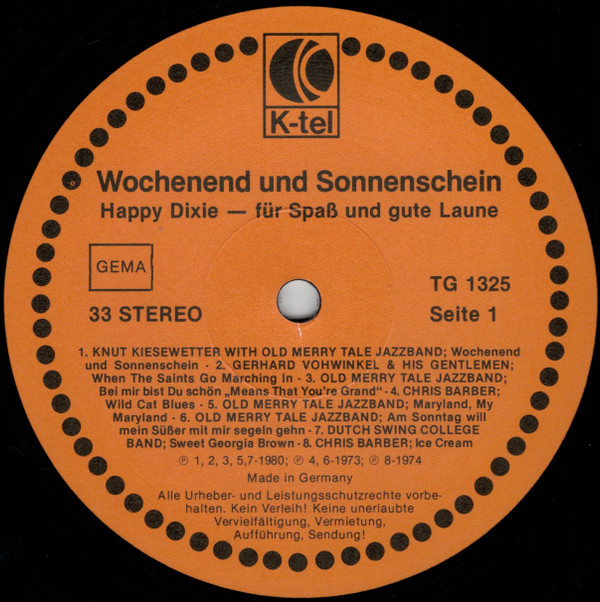 K-tel
Wochenend und Sonnenschein
Happy Dixie — für Spaß und gute Laune
GEMA
TG 1325
33 STEREO
Seite 1
1. KNUT KIESEWETTER WITH OLD MERRY TALE JAZZBAND; Wochenend
und Sonnenschein · 2. GERHARD VOHWINKEL & HIS GENTLEMEN;
When The Saints Go Marching In · 3. OLD MERRY TALE JAZZBAND;
Bei mir bist Du schön „Means That You're Grand" · 4. CHRIS BARBER;
Wild Cat Blues · 5. OLD MERRY TALE JAZZBAND; Maryland, My
Maryland · 6. OLD MERRY TALE JAZZBAND; Am Sonntag will
mein Süßer mit mir segeln gehn · 7. DUTCH SWING COLLEGE
BAND; Sweet Georgia Brown · 8. CHRIS BARBER; Ice Cream
℗ 1, 2, 3, 5,7-1980; ℗ 4, 6-1973; ℗ 8-1974
Made in Germany
Alle Urheber- und Leistungsschutzrechte vorbe-
halten. Kein Verleih! Keine unerlaubte
Vervielfältigung, Vermietung,
Aufführung, Sendung!